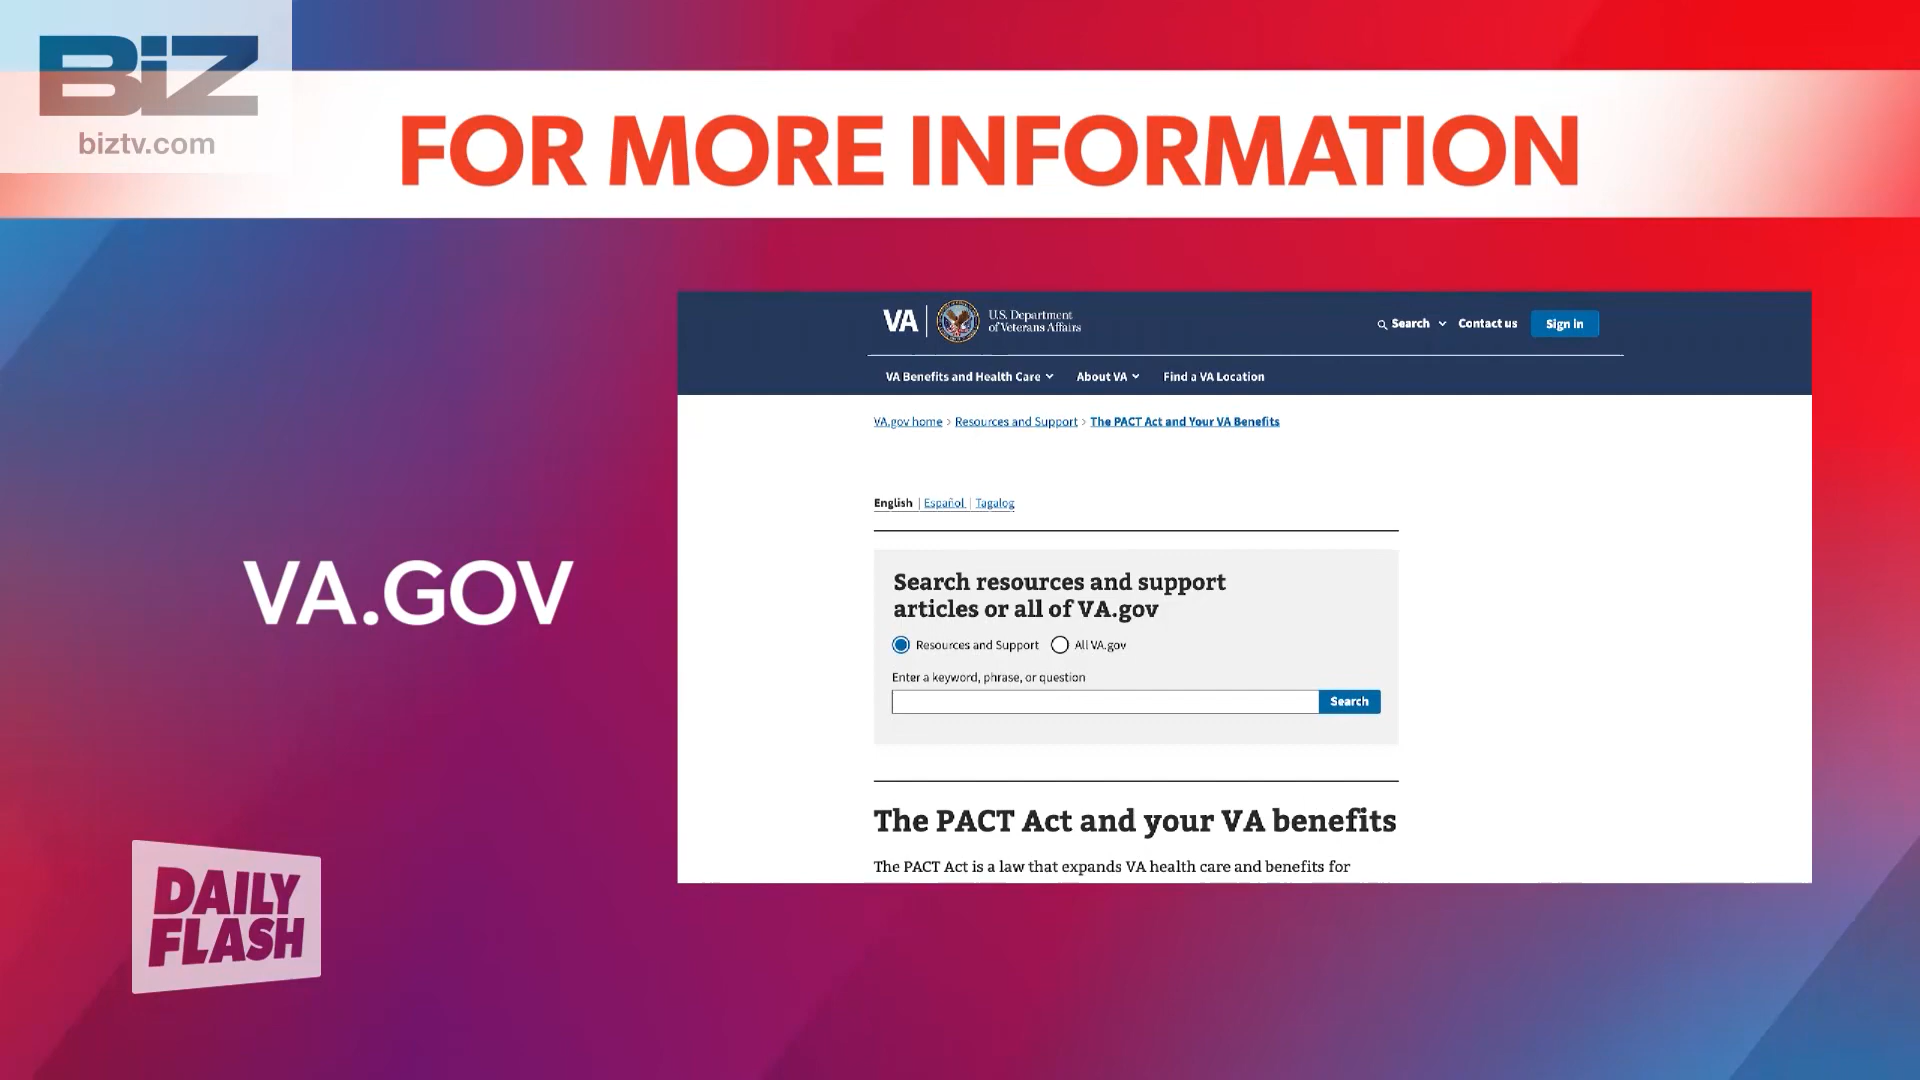 BiZ
biztv.com
FOR MORE INFORMATION
VA.GOV
VA
U.S. Department
of Veterans Affairs
Search
Contact us
Sign in
VA Benefits and Health Care
About VA
Find a VA Location
VA.gov home > Resources and Support > The PACT Act and Your VA Benefits
English | Español | Tagalog
Search resources and support
articles or all of VA.gov
Resources and Support
All VA.gov
Enter a keyword, phrase, or question
Search
The PACT Act and your VA benefits
The PACT Act is a law that expands VA health care and benefits for
DAILY
FLASH